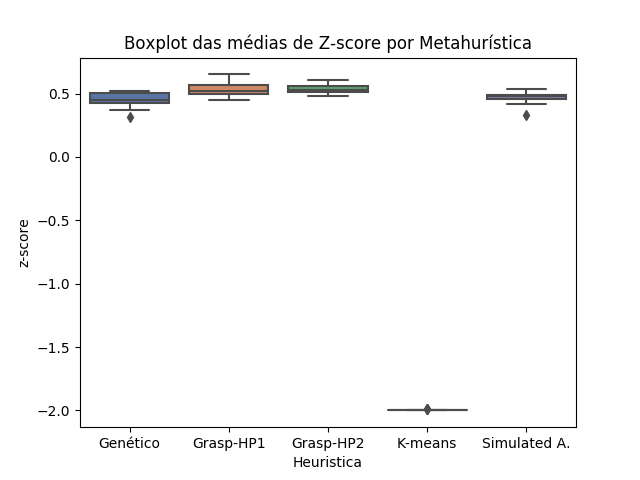 Boxplot das médias de Z-score por Metahurística
z-score
0.5
0.0
−0.5
−1.0
−1.5
−2.0
Genético Grasp-HP1 Grasp-HP2 K-means Simulated A.
Heuristica